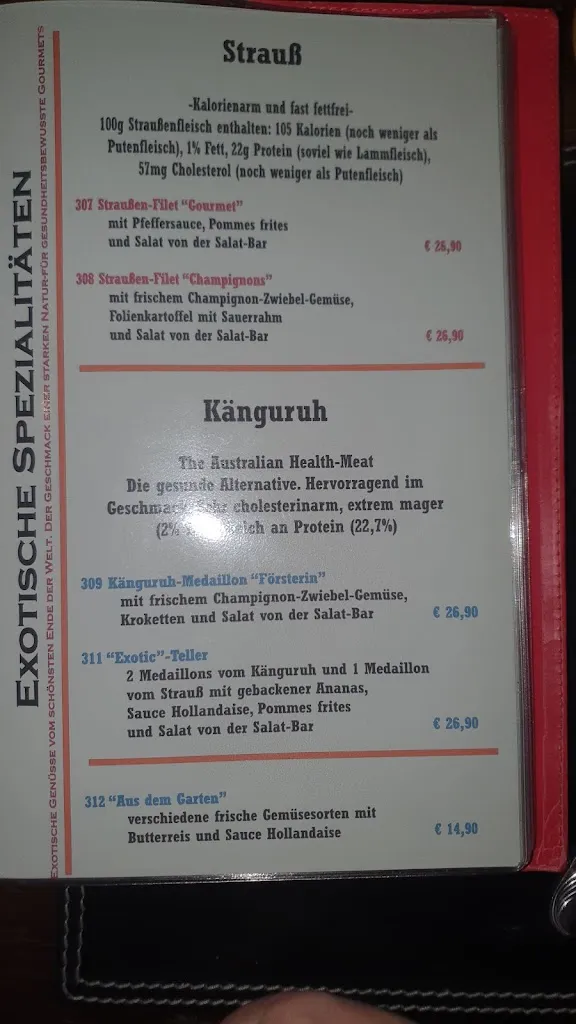 EXOTISCHE SPEZIALITÄTEN
EXOTISCHE GENÜSSE VOM SCHÖNSTEN ENDE DER WELT. DER GESCHMACK EINER STARKEN NATUR-FÜR GESUNDHEITSBEWUSSTE GOURMETS
Strauß
-Kalorienarm und fast fettfrei-
100g Straußenfleisch enthalten: 105 Kalorien (noch weniger als
Putenfleisch), 1% Fett, 22g Protein (soviel wie Lammfleisch),
57mg Cholesterol (noch weniger als Putenfleisch)
307 Straußen-Filet "Gourmet"
mit Pfeffersauce, Pommes frites
und Salat von der Salat-Bar
€ 26,90
308 Straußen-Filet "Champignons"
mit frischem Champignon-Zwiebel-Gemüse,
Folienkartoffel mit Sauerrahm
und Salat von der Salat-Bar
€ 26,90
Känguruh
The Australian Health-Meat
Die gesunde Alternative. Hervorragend im
Geschmack, sehr cholesterinarm, extrem mager
(2% an Protein (22,7%)
309 Känguruh-Medaillon "Försterin"
mit frischem Champignon-Zwiebel-Gemüse,
Kroketten und Salat von der Salat-Bar
€ 26,90
311 "Exotic"-Teller
2 Medaillons vom Känguruh und 1 Medaillon
vom Strauß mit gebackener Ananas,
Sauce Hollandaise, Pommes frites
und Salat von der Salat-Bar
€ 26,90
312 "Aus dem Garten"
verschiedene frische Gemüsesorten mit
Butterreis und Sauce Hollandaise
€ 14,90